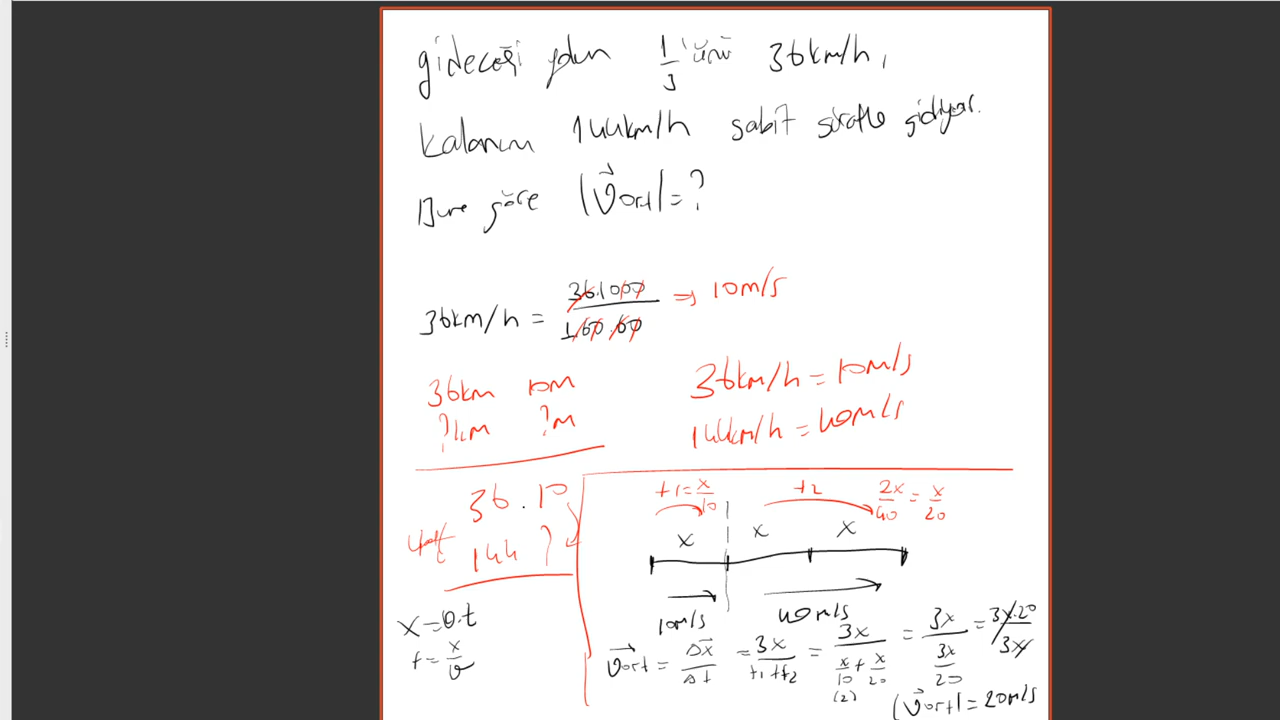 gideceği yolun 1/3 'ünü 36km/h,
kalanını 144km/h sabit süratle gidiyor.
Buna göre |v⃗ort| = ?
36km/h = 36.1000/1.60.60 ⇒ 10m/s
36km 10m
?km ?m
36km/h = 10m/s
144km/h = 40m/s
36 . 10
144 ?
t1 = x/10 t2 2x/40 = x/20
x x x
10m/s 40m/s
x = v.t
t = x/v
v⃗ort = Δx⃗/Δt = 3x/t1+t2 = 3x/(x/10 + x/20) = 3x/(3x/20) = 3x.20/3x
(2)
|v⃗ort| = 20m/s